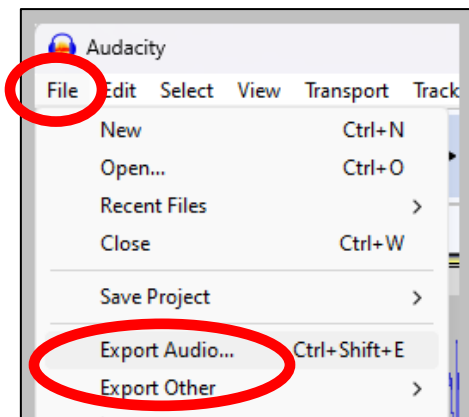 Audacity
File Edit Select View Transport Track
New Ctrl+N
Open... Ctrl+O
Recent Files >
Close Ctrl+W
Save Project >
Export Audio... Ctrl+Shift+E
Export Other >